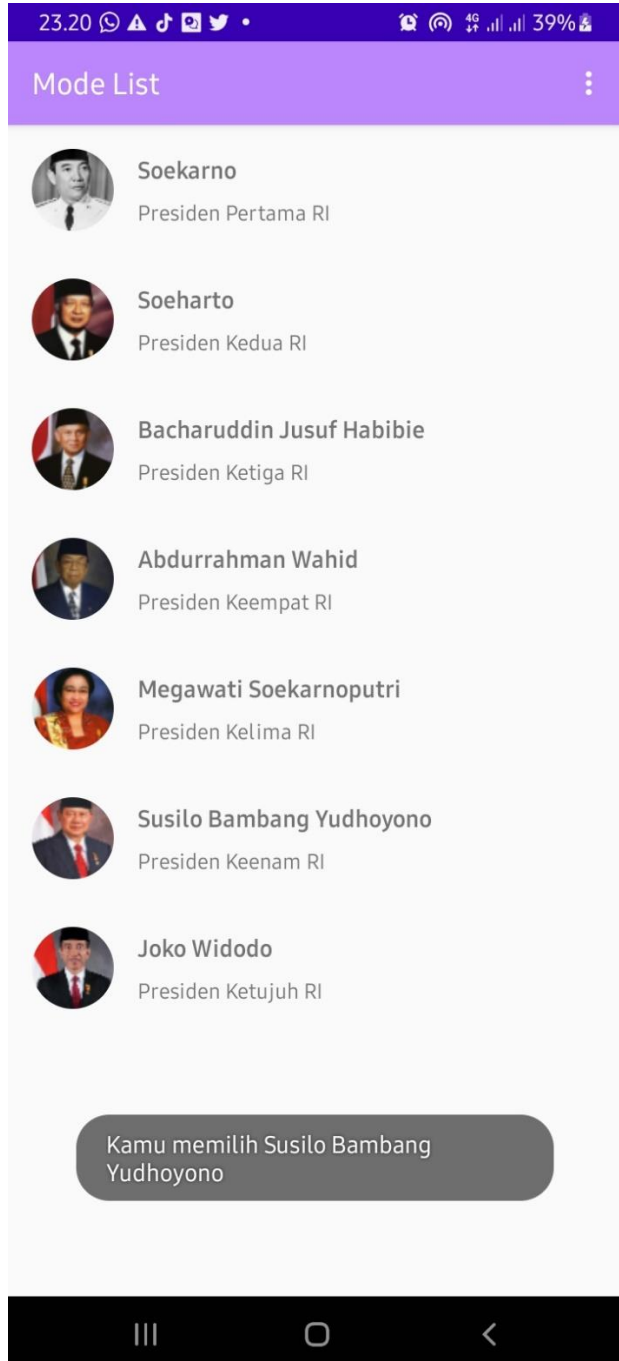 23.20
4G
39%
Mode List
Soekarno
Presiden Pertama RI
Soeharto
Presiden Kedua RI
Bacharuddin Jusuf Habibie
Presiden Ketiga RI
Abdurrahman Wahid
Presiden Keempat RI
Megawati Soekarnoputri
Presiden Kelima RI
Susilo Bambang Yudhoyono
Presiden Keenam RI
Joko Widodo
Presiden Ketujuh RI
Kamu memilih Susilo Bambang
Yudhoyono